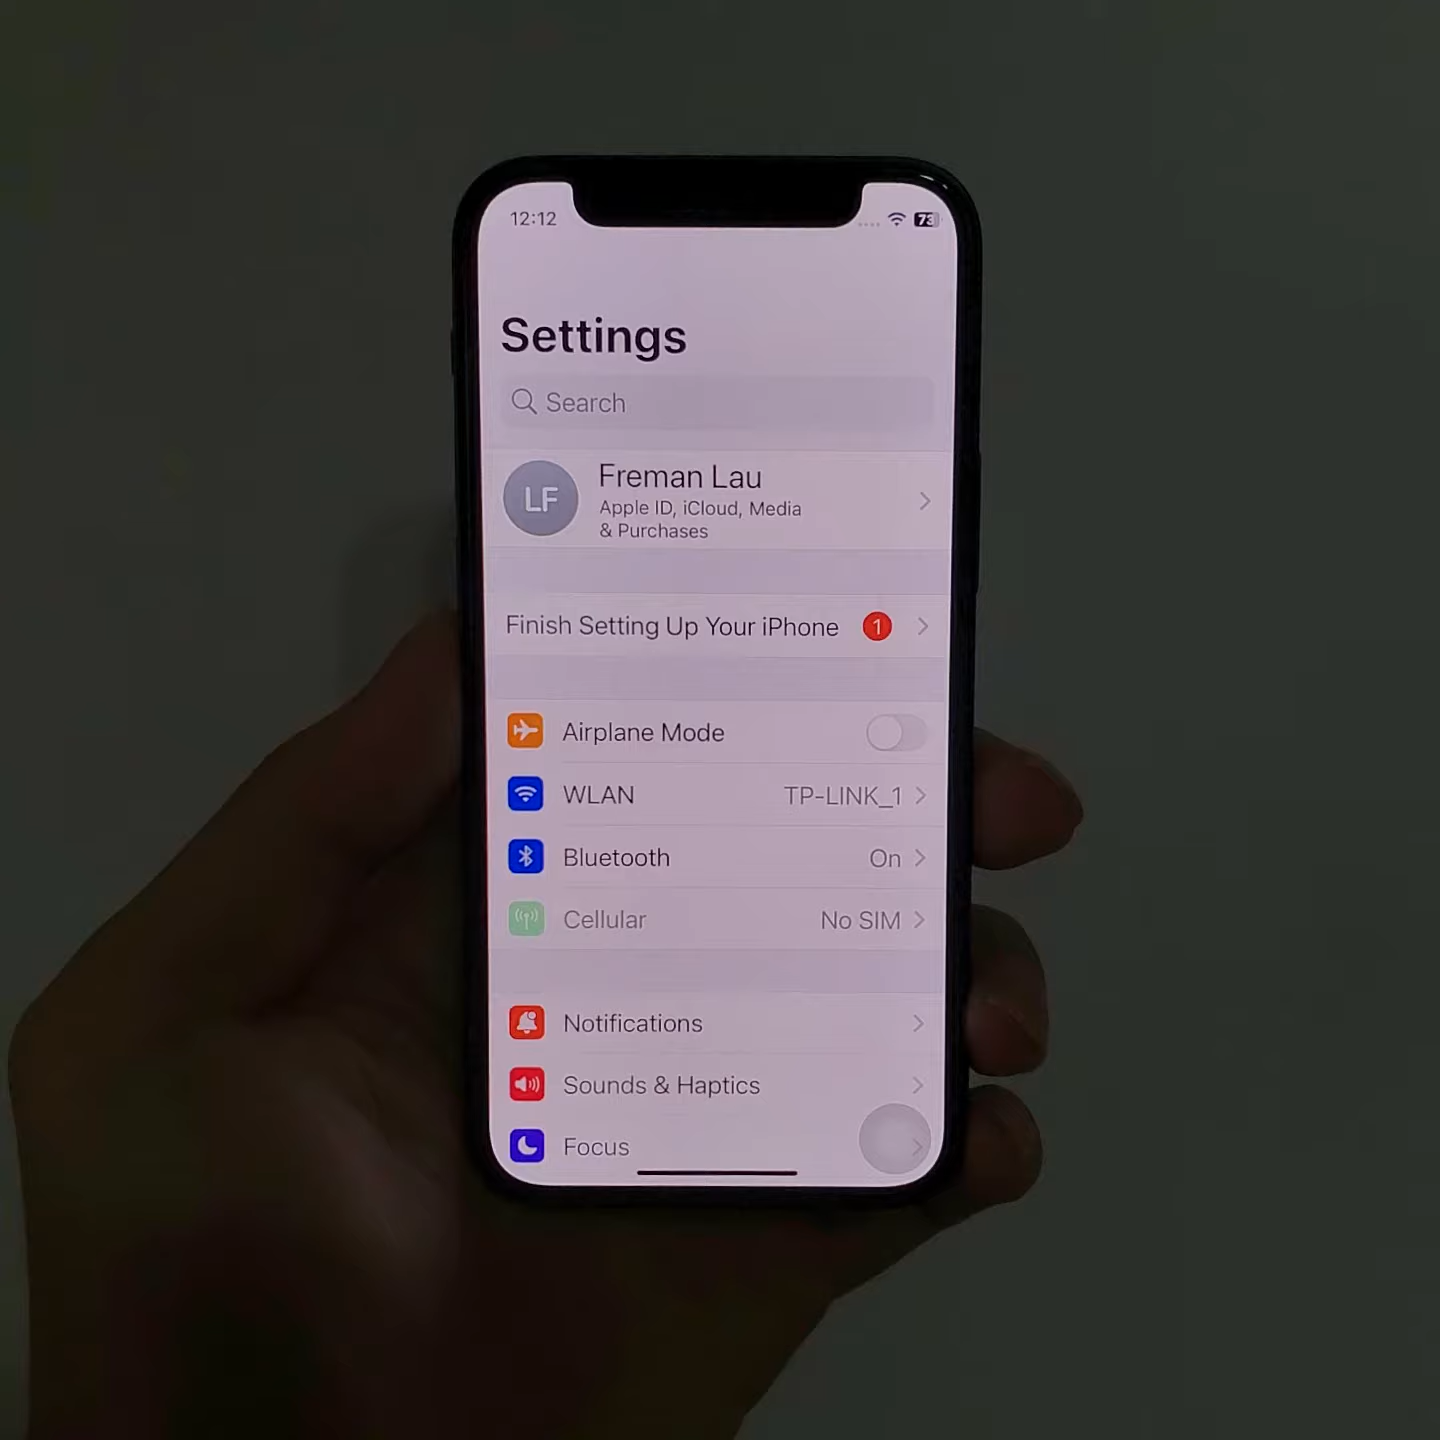 12:12
73
Settings
Search
LF
Freman Lau
Apple ID, iCloud, Media
& Purchases
Finish Setting Up Your iPhone 1
Airplane Mode
WLAN TP-LINK_1
Bluetooth On
Cellular No SIM
Notifications
Sounds & Haptics
Focus